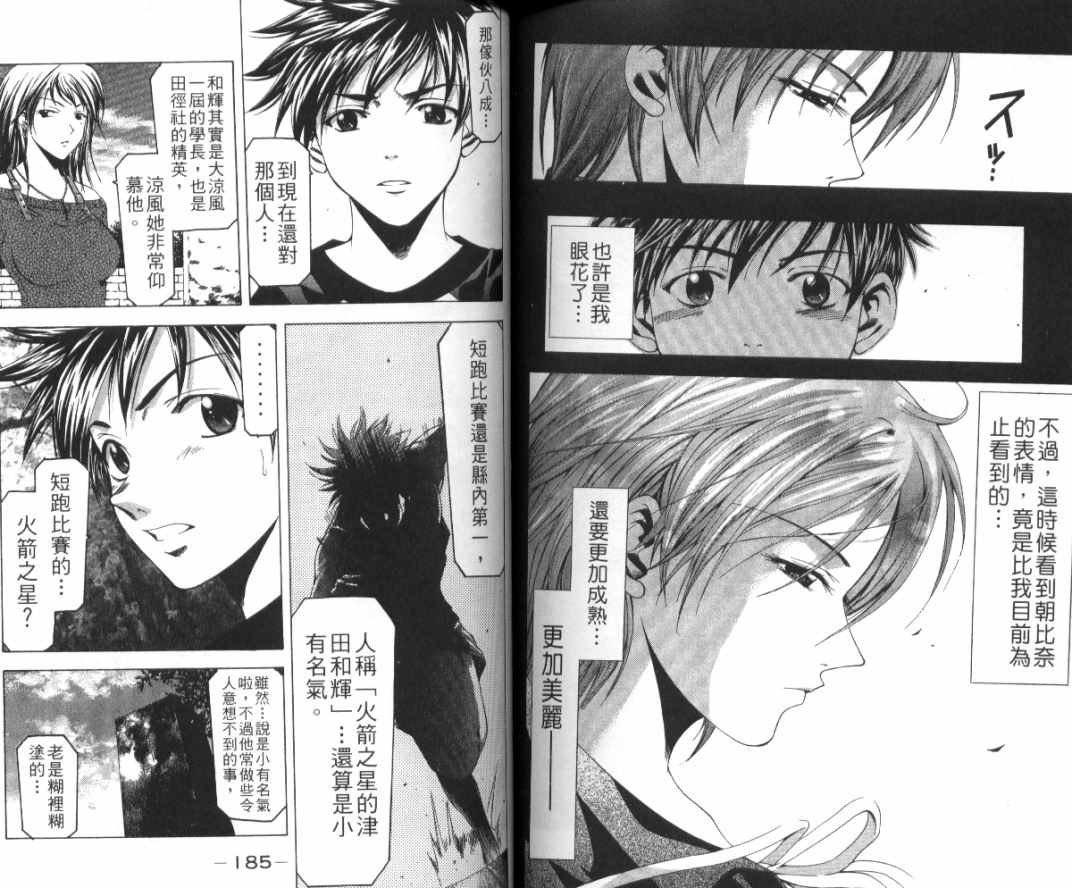 スッ…
也許是我
眼花了…
不過，這時候看到朝比奈
的表情，竟是比我目前為
止看到的…
還要更加成熟…
更加美麗——
那傢伙八成…
到現在還對
那個人…
和輝其實是大涼風
一屆的學長，也是
田徑社的精英，
涼風她非常仰
慕他。
短跑比賽還是縣內第一，
人稱「火箭之星的津
田和輝」…還算是小
有名氣。
………
短跑比賽的…
火箭之星？
雖然…說是小有名氣
啦，不過他常做些令
人意想不到的事，
老是糊裡糊
塗的…
－185－